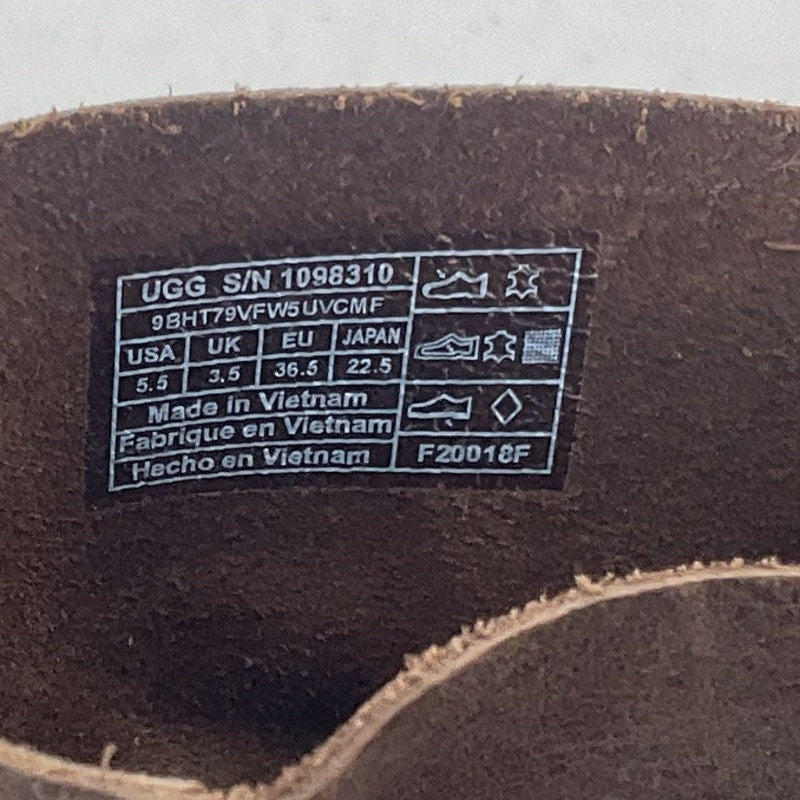 UGG S/N 1098310
9BHT79VFW5UVCMF
USA UK EU JAPAN
5.5 3.5 36.5 22.5
Made in Vietnam
Fabrique en Vietnam
Hecho en Vietnam
F20018F